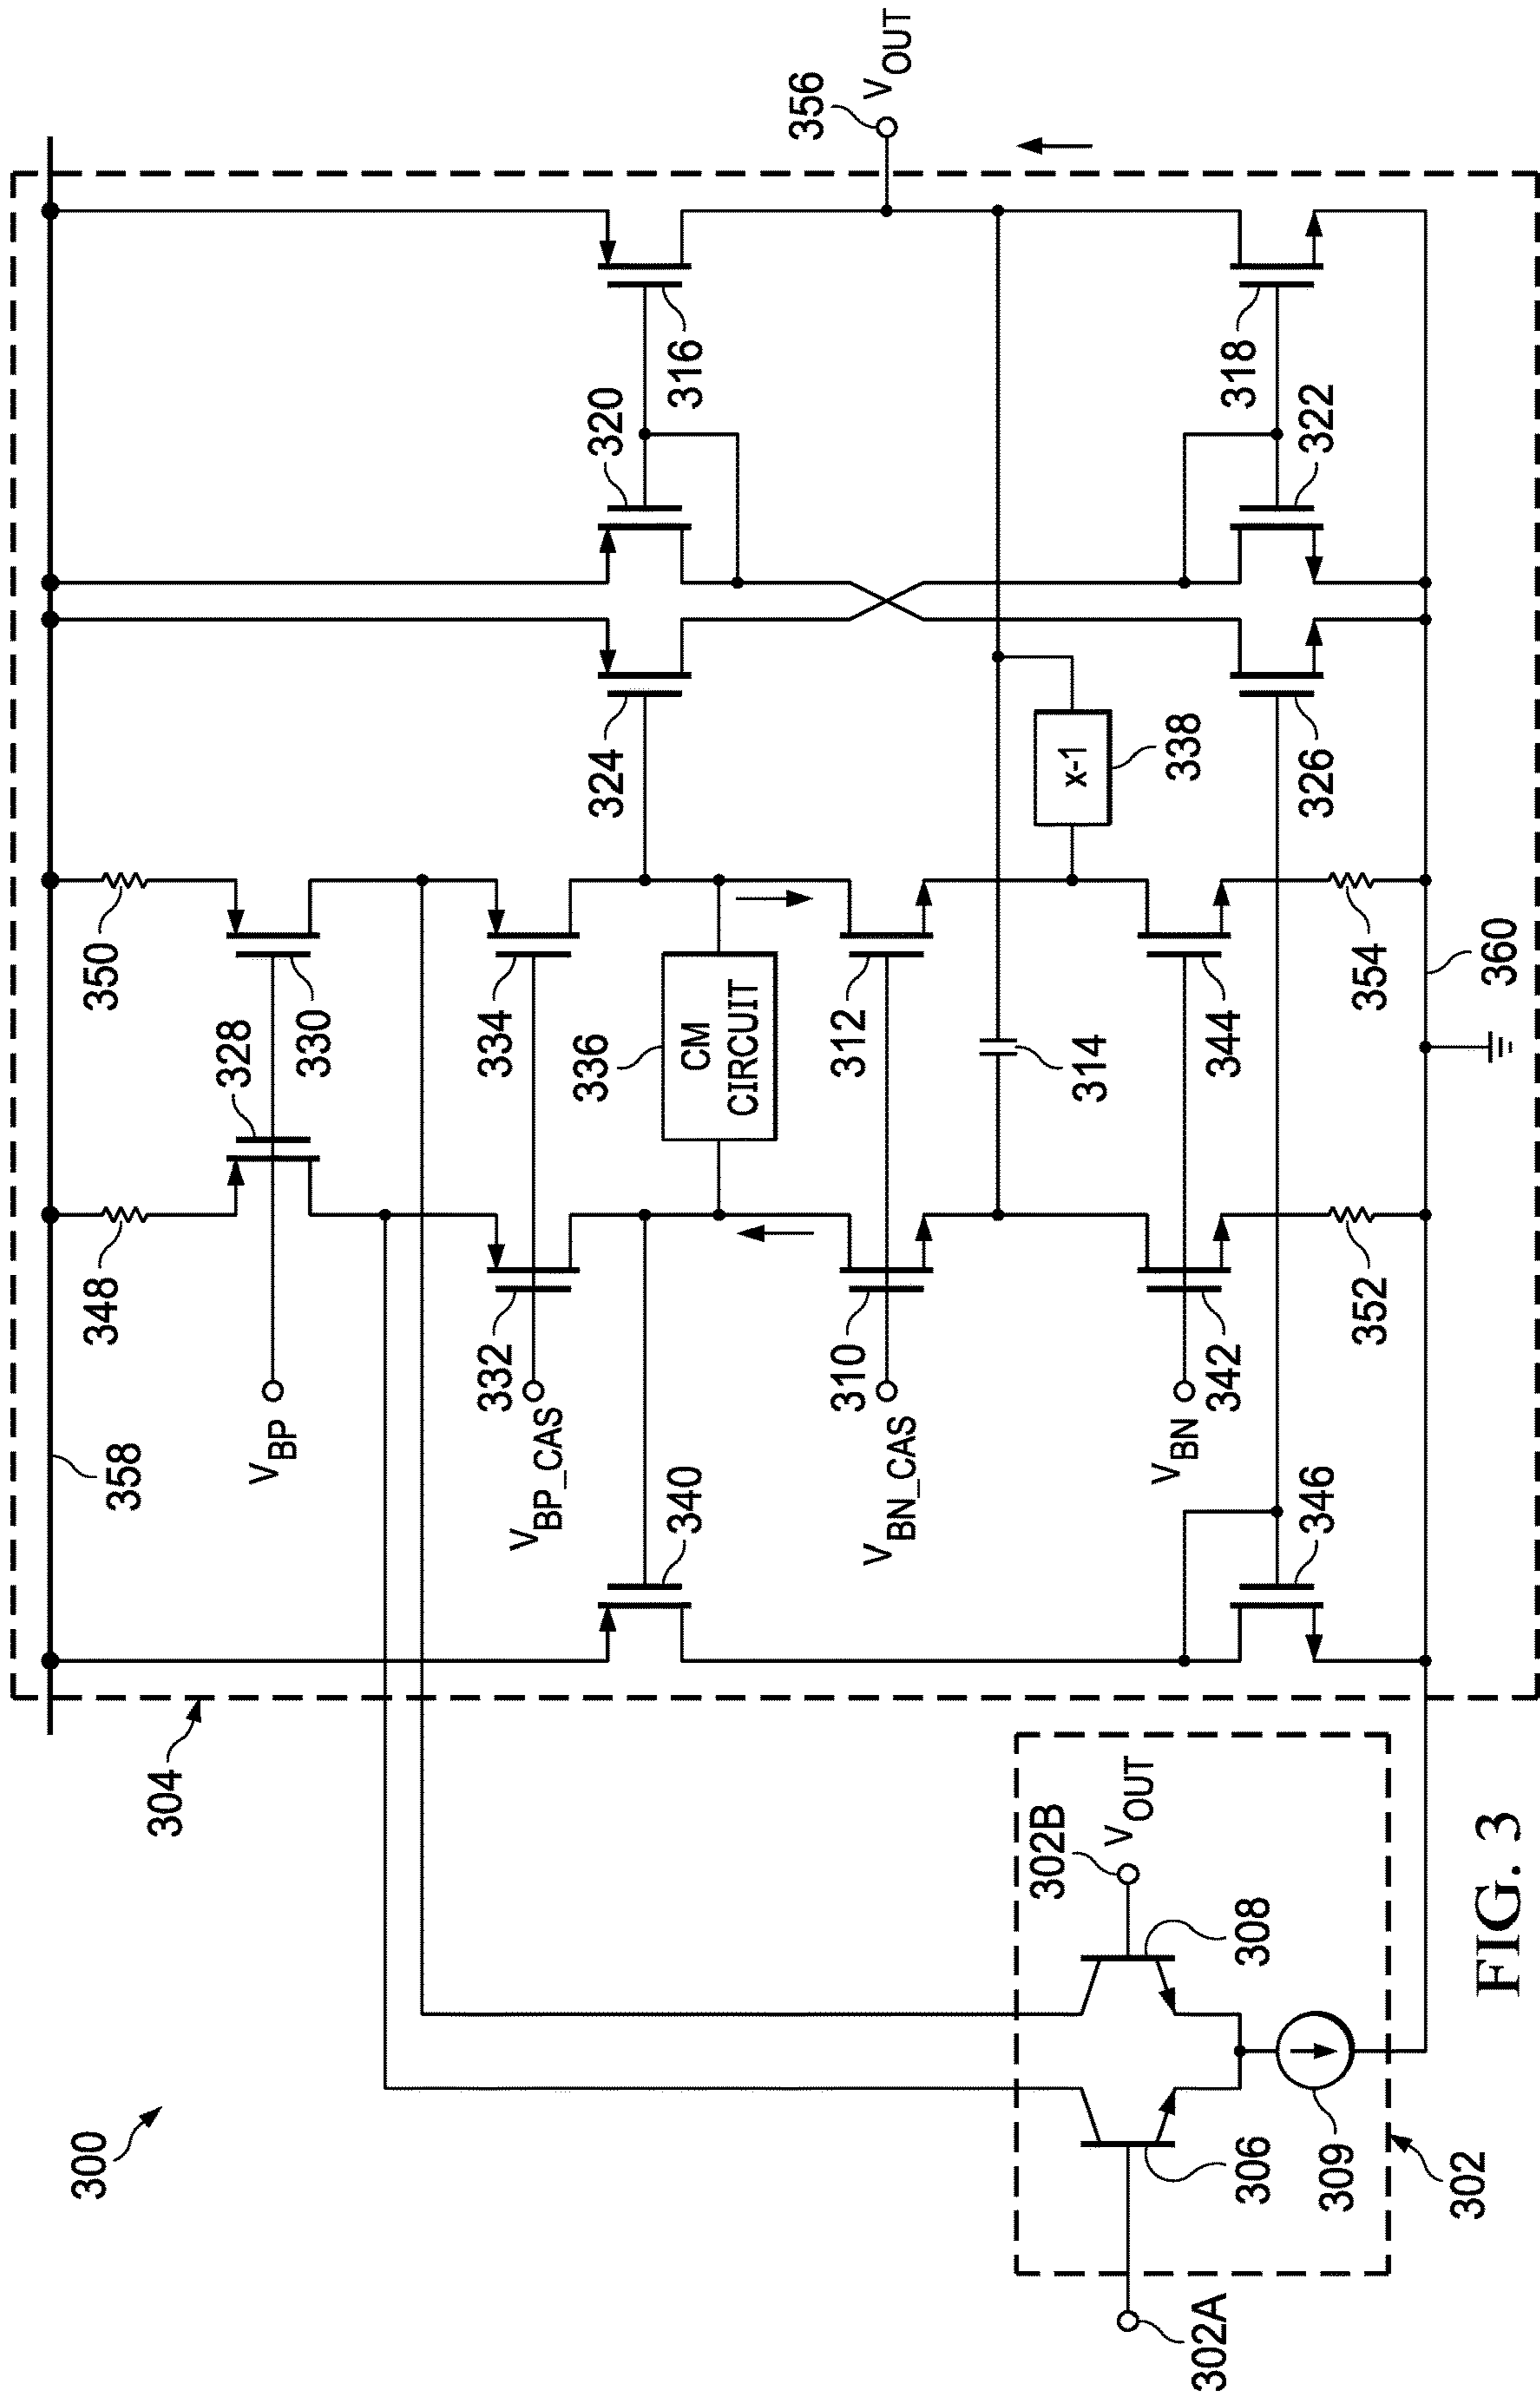 300
304
358
348
328
350
330
V_BP
332
334
V_BP_CAS
336
CM
CIRCUIT
340
324
320
316
310
312
V_BN_CAS
314
x-1
338
356
V_OUT
342
344
V_BN
346
326
322
318
352
354
360
302A
302B
V_OUT
306
308
309
302
FIG. 3